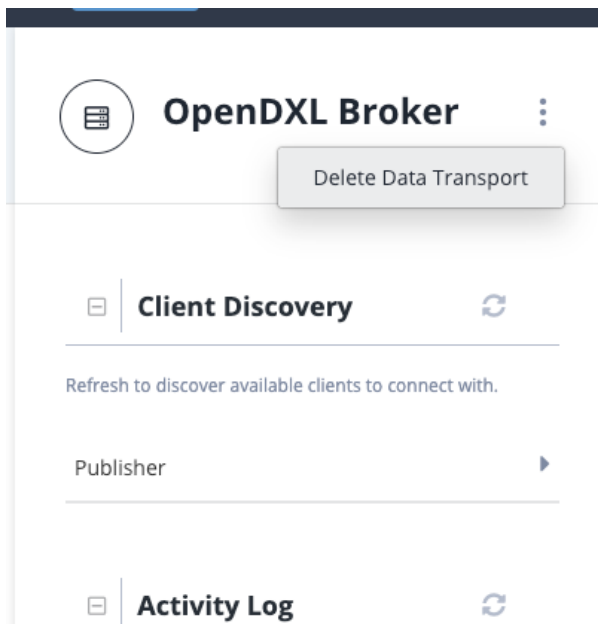 OpenDXL Broker
Delete Data Transport
Client Discovery
Refresh to discover available clients to connect with.
Publisher
Activity Log